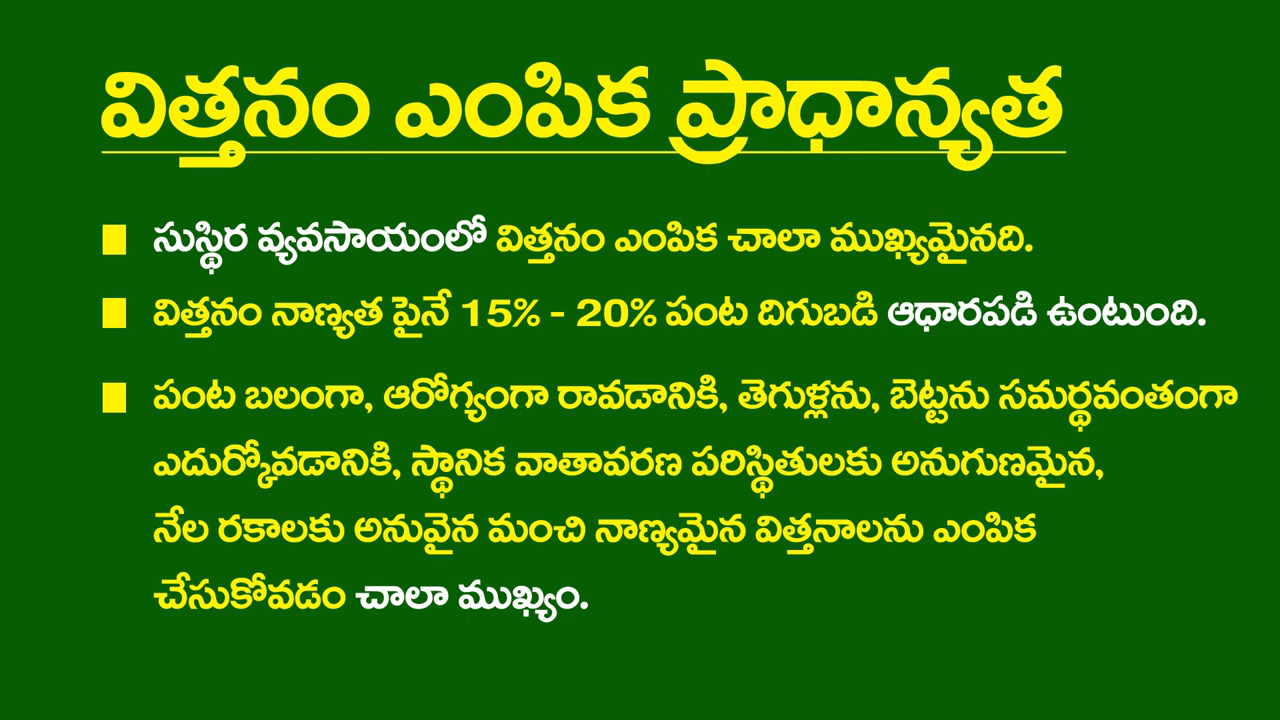 విత్తనం ఎంపిక ప్రాధాన్యత
సుస్థిర వ్యవసాయంలో విత్తనం ఎంపిక చాలా ముఖ్యమైనది.
విత్తనం నాణ్యత పైనే 15% - 20% పంట దిగుబడి ఆధారపడి ఉంటుంది.
పంట బలంగా, ఆరోగ్యంగా రావడానికి, తెగుళ్లను, బెట్టను సమర్థవంతంగా
ఎదుర్కోవడానికి, స్థానిక వాతావరణ పరిస్థితులకు అనుగుణమైన,
నేల రకాలకు అనువైన మంచి నాణ్యమైన విత్తనాలను ఎంపిక
చేసుకోవడం చాలా ముఖ్యం.